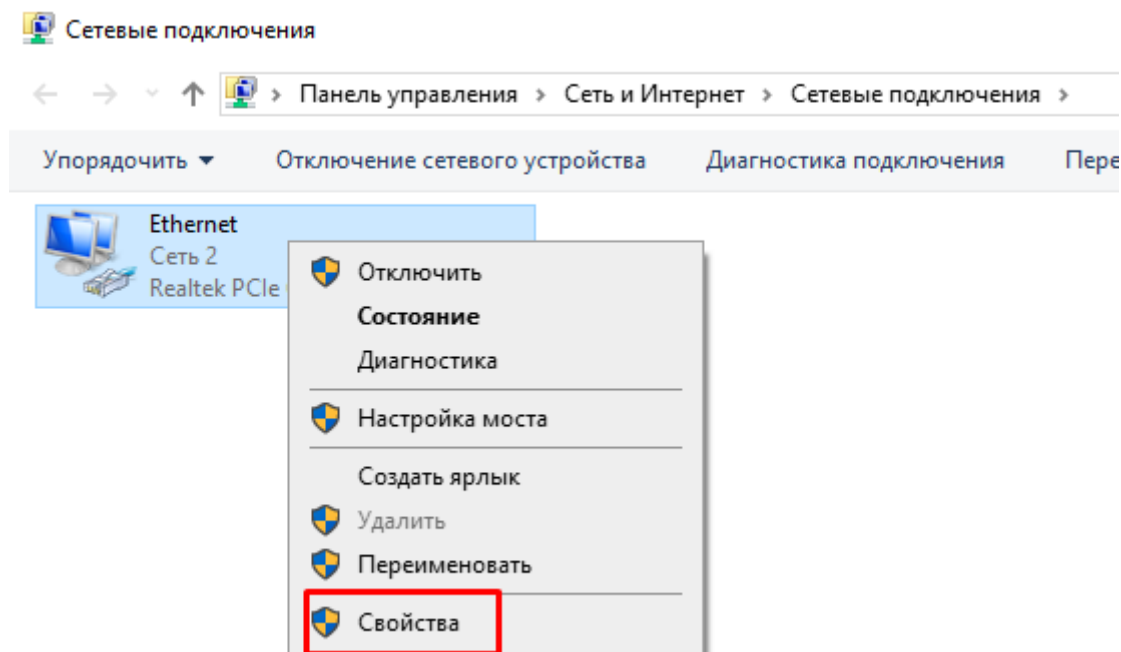 Сетевые подключения
Панель управления > Сеть и Интернет > Сетевые подключения >
Упорядочить Отключение сетевого устройства Диагностика подключения Пере
Ethernet
Сеть 2
Realtek PCIe
Отключить
Состояние
Диагностика
Настройка моста
Создать ярлык
Удалить
Переименовать
Свойства